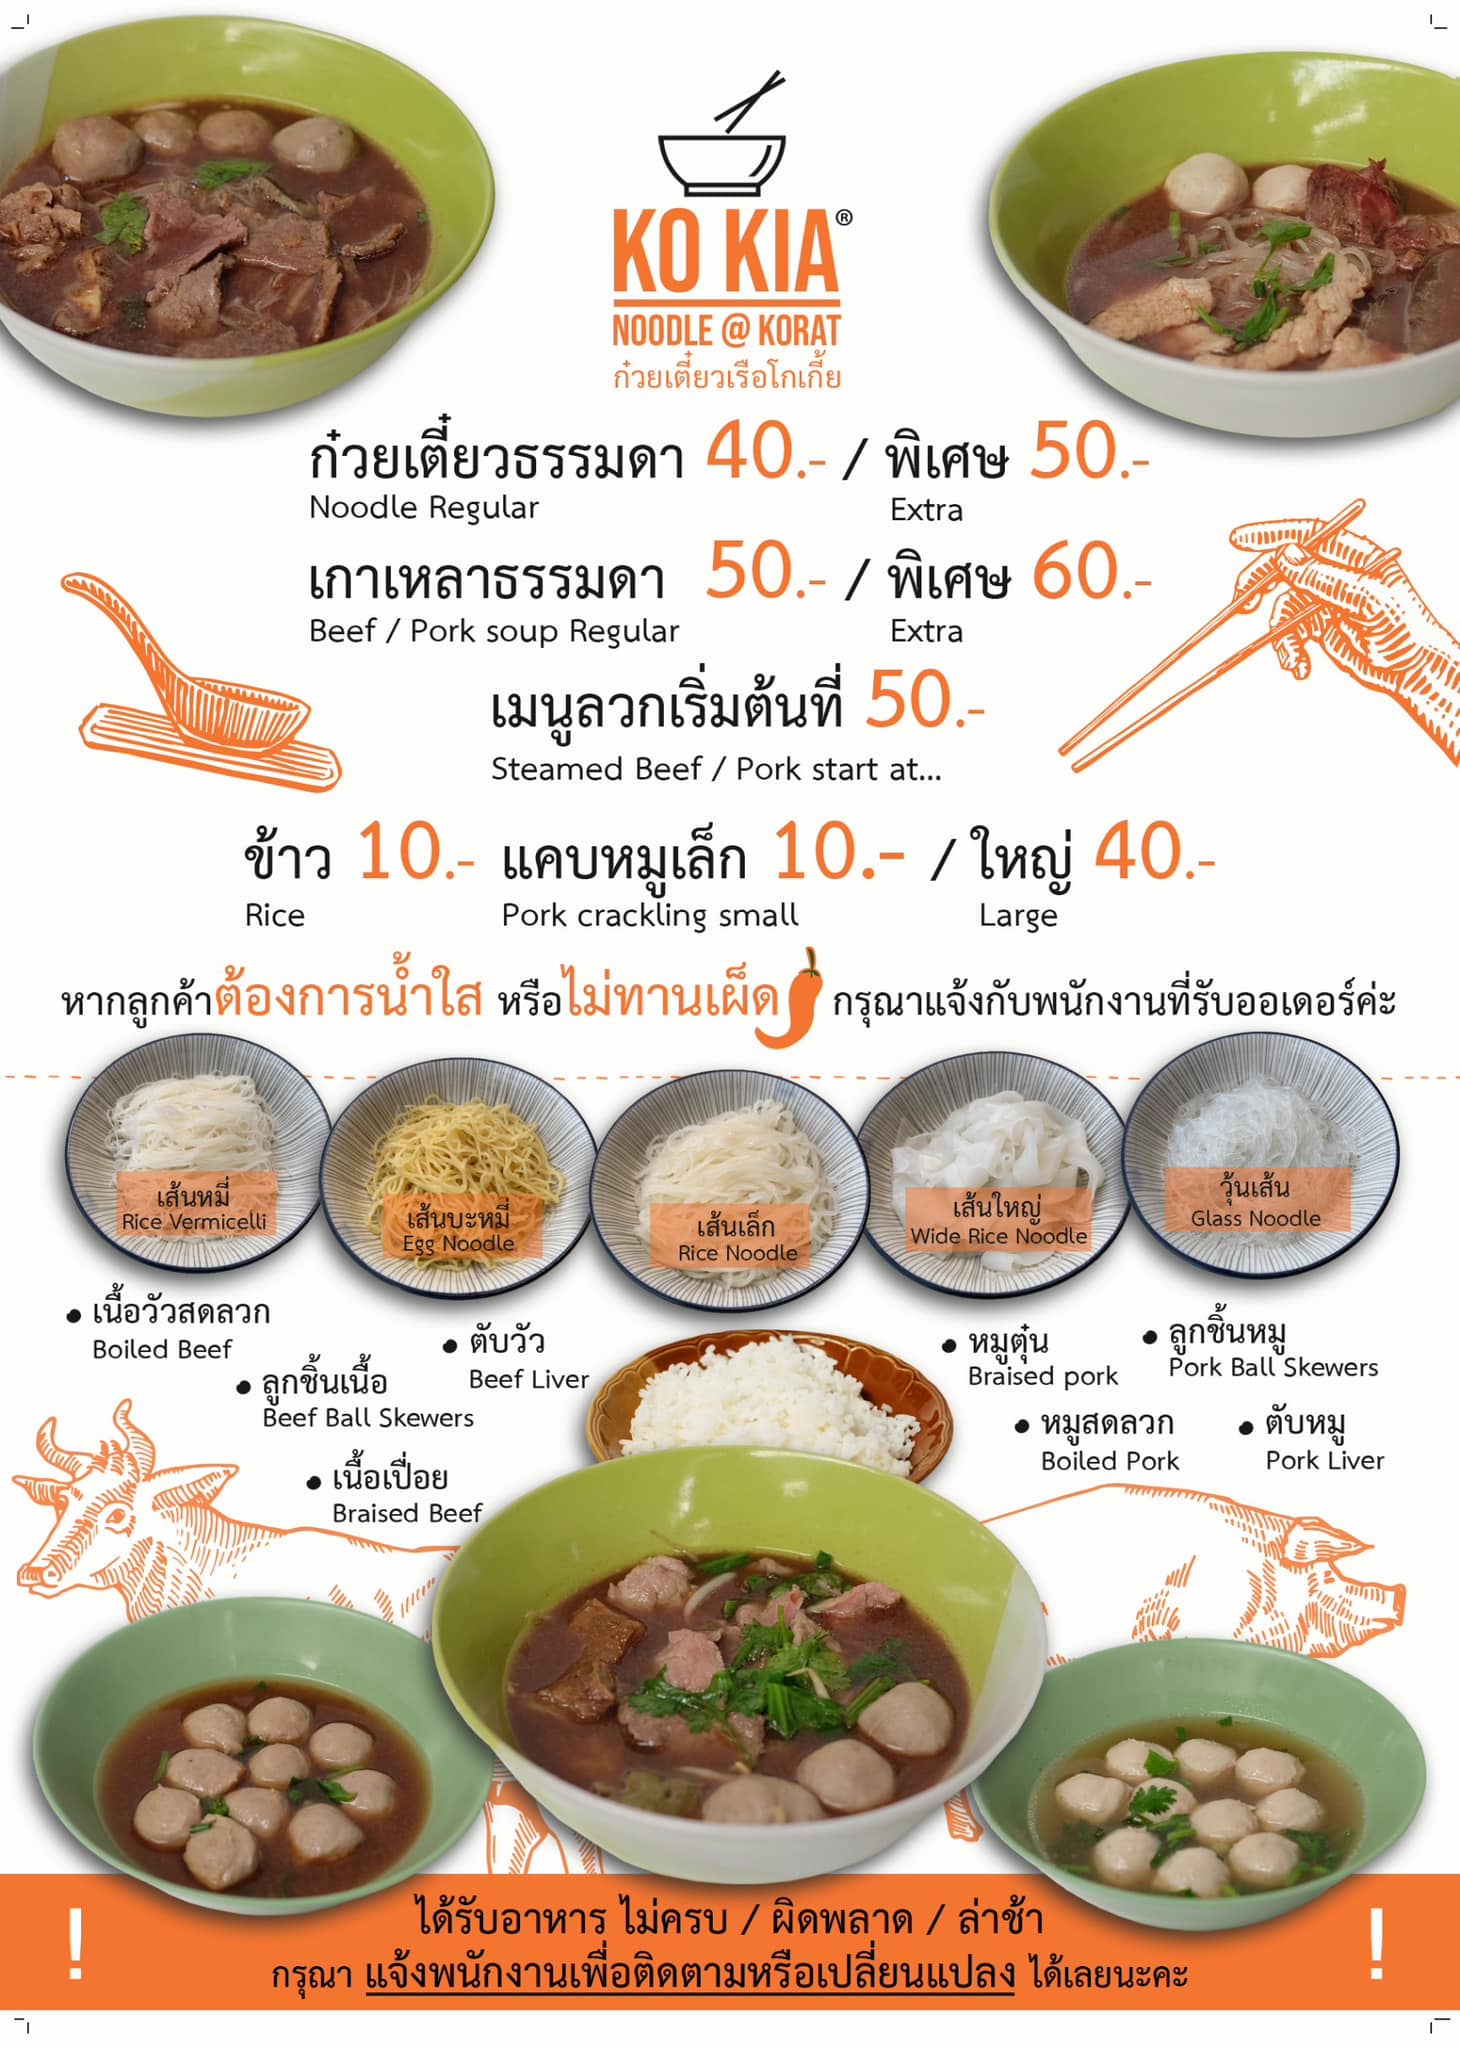 KO KIA®
NOODLE @ KORAT
ก๋วยเตี๋ยวเรือโกเกี้ย
ก๋วยเตี๋ยวธรรมดา 40.- / พิเศษ 50.-
Noodle Regular Extra
เกาเหลาธรรมดา 50.- / พิเศษ 60.-
Beef / Pork soup Regular Extra
เมนูลวกเริ่มต้นที่ 50.-
Steamed Beef / Pork start at...
ข้าว 10.- แคบหมูเล็ก 10.- / ใหญ่ 40.-
Rice Pork crackling small Large
หากลูกค้าต้องการน้ำใส หรือไม่ทานเผ็ด กรุณาแจ้งกับพนักงานที่รับออเดอร์ค่ะ
เส้นหมี่
Rice Vermicelli
เส้นบะหมี่
Egg Noodle
เส้นเล็ก
Rice Noodle
เส้นใหญ่
Wide Rice Noodle
วุ้นเส้น
Glass Noodle
• เนื้อวัวสดลวก
Boiled Beef
• ลูกชิ้นเนื้อ
Beef Ball Skewers
• ตับวัว
Beef Liver
• เนื้อเปื่อย
Braised Beef
• หมูตุ๋น
Braised pork
• ลูกชิ้นหมู
Pork Ball Skewers
• หมูสดลวก
Boiled Pork
• ตับหมู
Pork Liver
! ได้รับอาหาร ไม่ครบ / ผิดพลาด / ล่าช้า !
กรุณา แจ้งพนักงานเพื่อติดตามหรือเปลี่ยนแปลง ได้เลยนะคะ